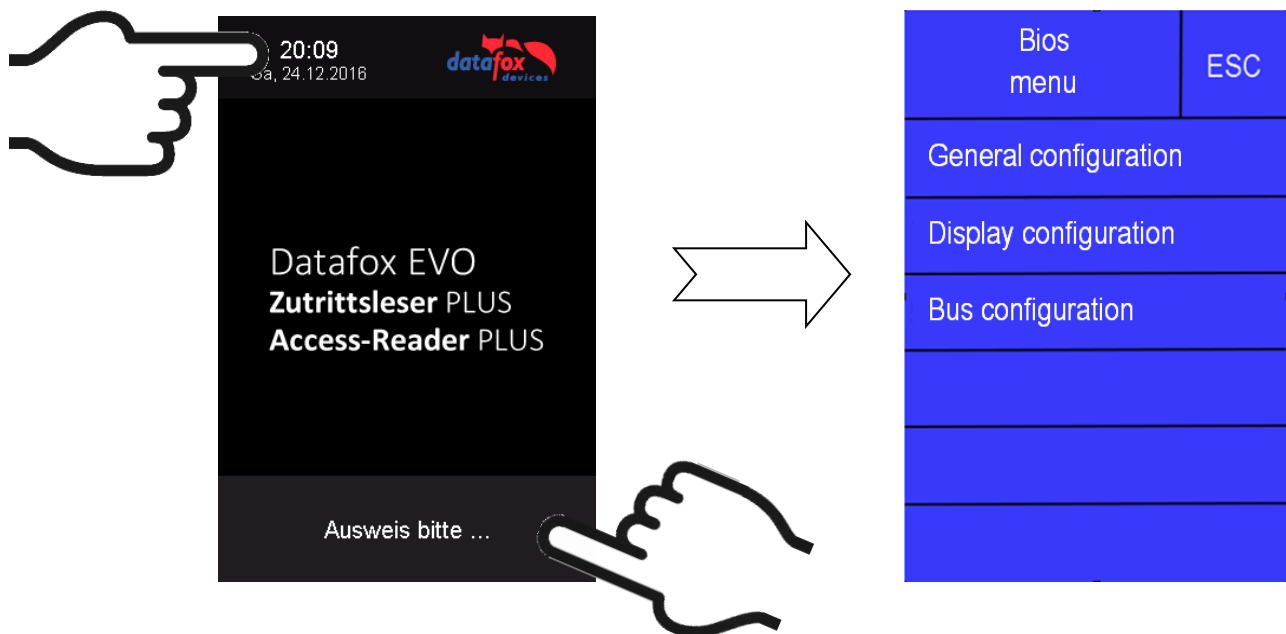 20:09
Sa, 24.12.2016
datafox
devices
Datafox EVO
Zutrittsleser PLUS
Access-Reader PLUS
Ausweis bitte ...
Bios
menu
ESC
General configuration
Display configuration
Bus configuration